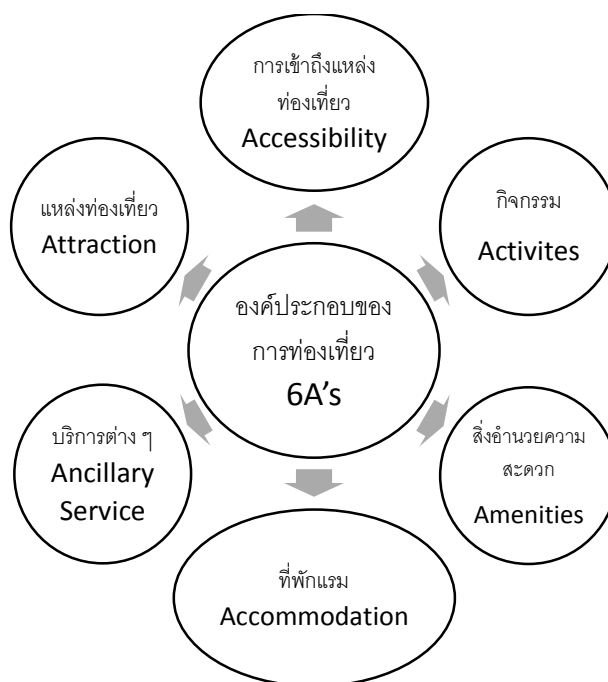 การเข้าถึงแหล่ง
ท่องเที่ยว
Accessibility
แหล่งท่องเที่ยว
Attraction
กิจกรรม
Activites
องค์ประกอบของ
การท่องเที่ยว
6A's
บริการต่าง ๆ
Ancillary
Service
สิ่งอำนวยความ
สะดวก
Amenities
ที่พักแรม
Accommodation